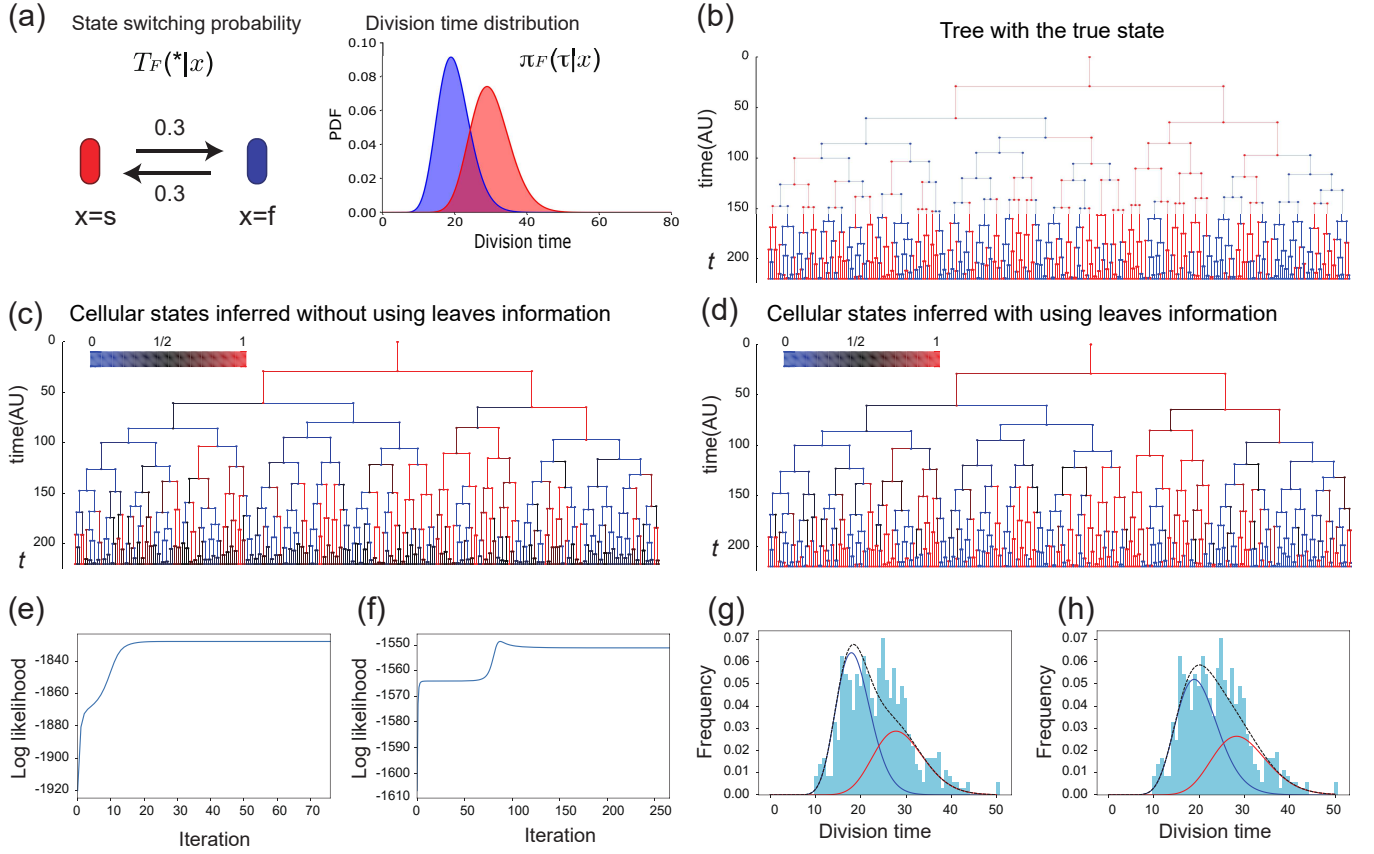 (a)
State switching probability
T_F(*|x)
0.3
0.3
x=s
x=f
Division time distribution
π_F(τ|x)
PDF
0.10
0.08
0.06
0.04
0.02
0.00
0
20
40
60
80
Division time
(b)
Tree with the true state
time(AU)
0
50
100
150
200
t
(c)
Cellular states inferred without using leaves information
0
1/2
1
time(AU)
0
50
100
150
200
t
(d)
Cellular states inferred with using leaves information
0
1/2
1
time(AU)
0
50
100
150
200
t
(e)
Log likelihood
-1840
-1860
-1880
-1900
-1920
0
10
20
30
40
50
60
70
Iteration
(f)
Log likelihood
-1550
-1560
-1570
-1580
-1590
-1600
-1610
0
50
100
150
200
250
Iteration
(g)
Frequency
0.07
0.06
0.05
0.04
0.03
0.02
0.01
0.00
0
10
20
30
40
50
Division time
(h)
Frequency
0.07
0.06
0.05
0.04
0.03
0.02
0.01
0.00
0
10
20
30
40
50
Division time